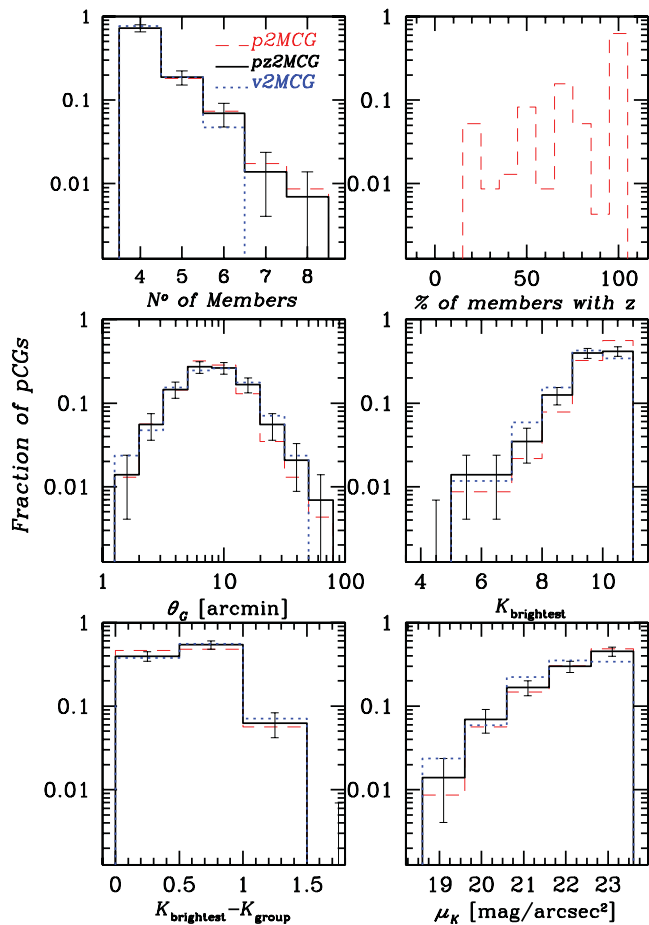 p2MCG
pz2MCG
v2MCG
1
0.1
0.01
4 5 6 7 8
Nº of Members
1
0.1
0.01
0 50 100
% of members with z
Fraction of pCGs
1
0.1
0.01
1 10 100
θG [arcmin]
1
0.1
0.01
4 6 8 10
Kbrightest
1
0.1
0.01
0 0.5 1 1.5
Kbrightest−Kgroup
1
0.1
0.01
19 20 21 22 23
μK [mag/arcsec²]